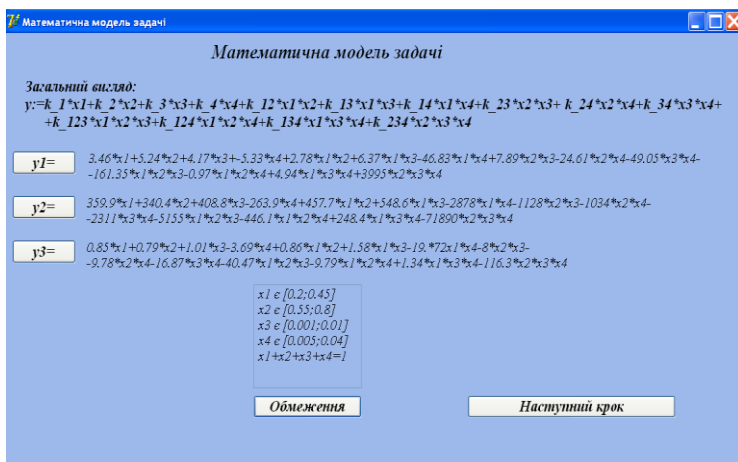 Математична модель задачі
Математична модель задачі
Загальний вигляд:
y:=k_1*x1+k_2*x2+k_3*x3+k_4*x4+k_12*x1*x2+k_13*x1*x3+k_14*x1*x4+k_23*x2*x3+ k_24*x2*x4+k_34*x3*x4+
+k_123*x1*x2*x3+k_124*x1*x2*x4+k_134*x1*x3*x4+k_234*x2*x3*x4
y1=
3.46*x1+5.24*x2+4.17*x3+-5.33*x4+2.78*x1*x2+6.37*x1*x3-46.83*x1*x4+7.89*x2*x3-24.61*x2*x4-49.05*x3*x4-
-161.35*x1*x2*x3-0.97*x1*x2*x4+4.94*x1*x3*x4+3995*x2*x3*x4
y2=
359.9*x1+340.4*x2+408.8*x3-263.9*x4+457.7*x1*x2+548.6*x1*x3-2878*x1*x4-1128*x2*x3-1034*x2*x4-
-2311*x3*x4-5155*x1*x2*x3-446.1*x1*x2*x4+248.4*x1*x3*x4-71890*x2*x3*x4
y3=
0.85*x1+0.79*x2+1.01*x3-3.69*x4+0.86*x1*x2+1.58*x1*x3-19.*72x1*x4-8*x2*x3-
-9.78*x2*x4-16.87*x3*x4-40.47*x1*x2*x3-9.79*x1*x2*x4+1.34*x1*x3*x4-116.3*x2*x3*x4
x1 є [0.2;0.45]
x2 є [0.55;0.8]
x3 є [0.001;0.01]
x4 є [0.005;0.04]
x1+x2+x3+x4=1
Обмеження
Наступний крок